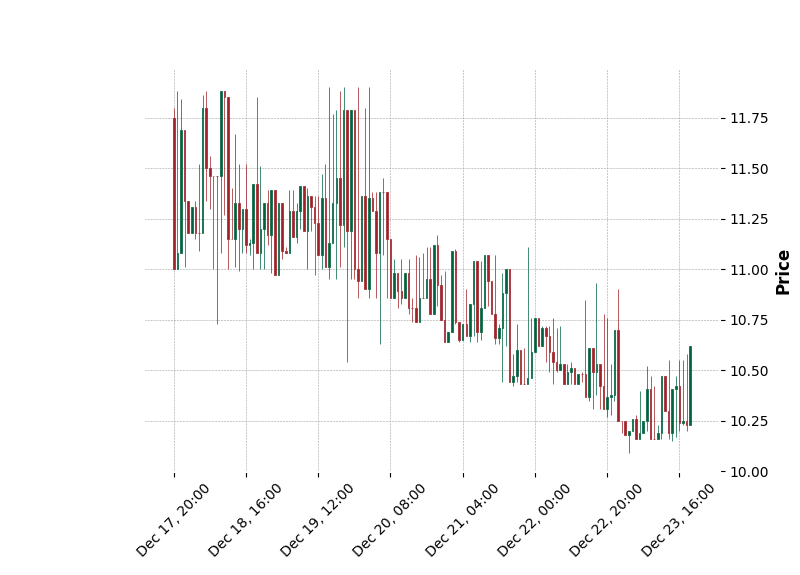 11.75
11.50
11.25
11.00
10.75
10.50
10.25
10.00
Price
Dec 17, 20:00
Dec 18, 16:00
Dec 19, 12:00
Dec 20, 08:00
Dec 21, 04:00
Dec 22, 00:00
Dec 22, 20:00
Dec 23, 16:00